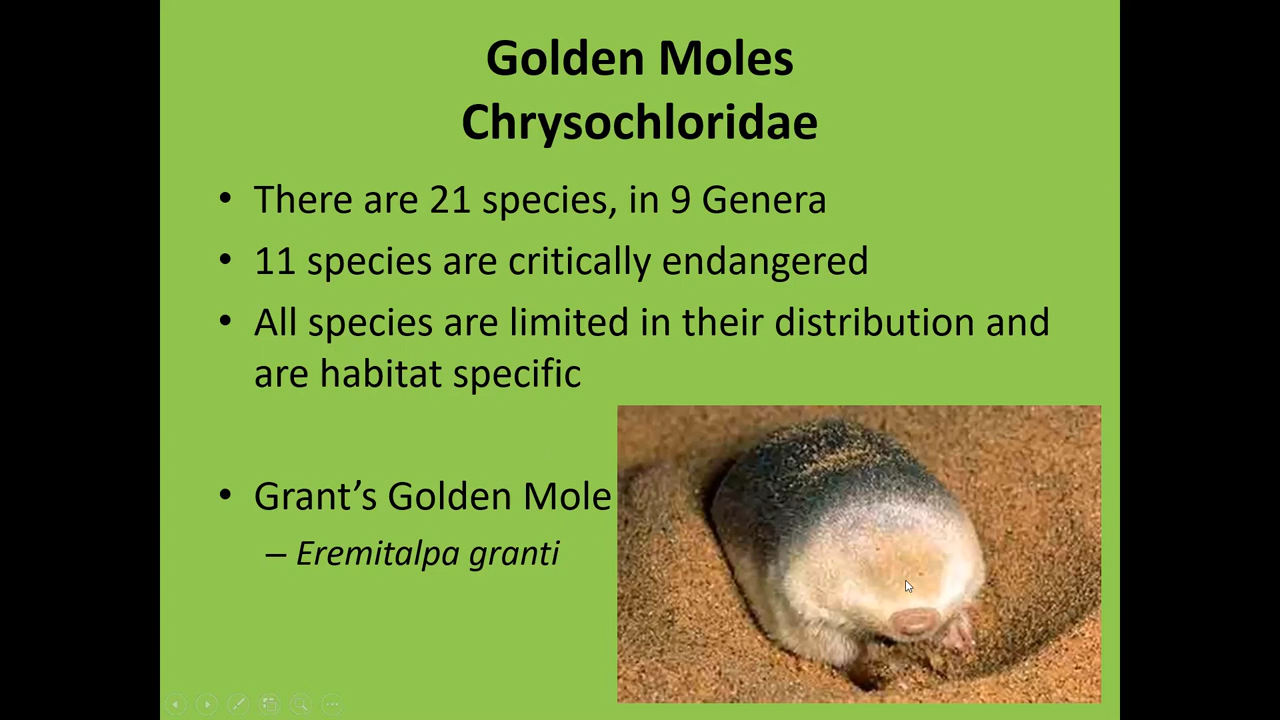 Golden Moles
Chrysochloridae
• There are 21 species, in 9 Genera
• 11 species are critically endangered
• All species are limited in their distribution and
are habitat specific
• Grant’s Golden Mole
– Eremitalpa granti